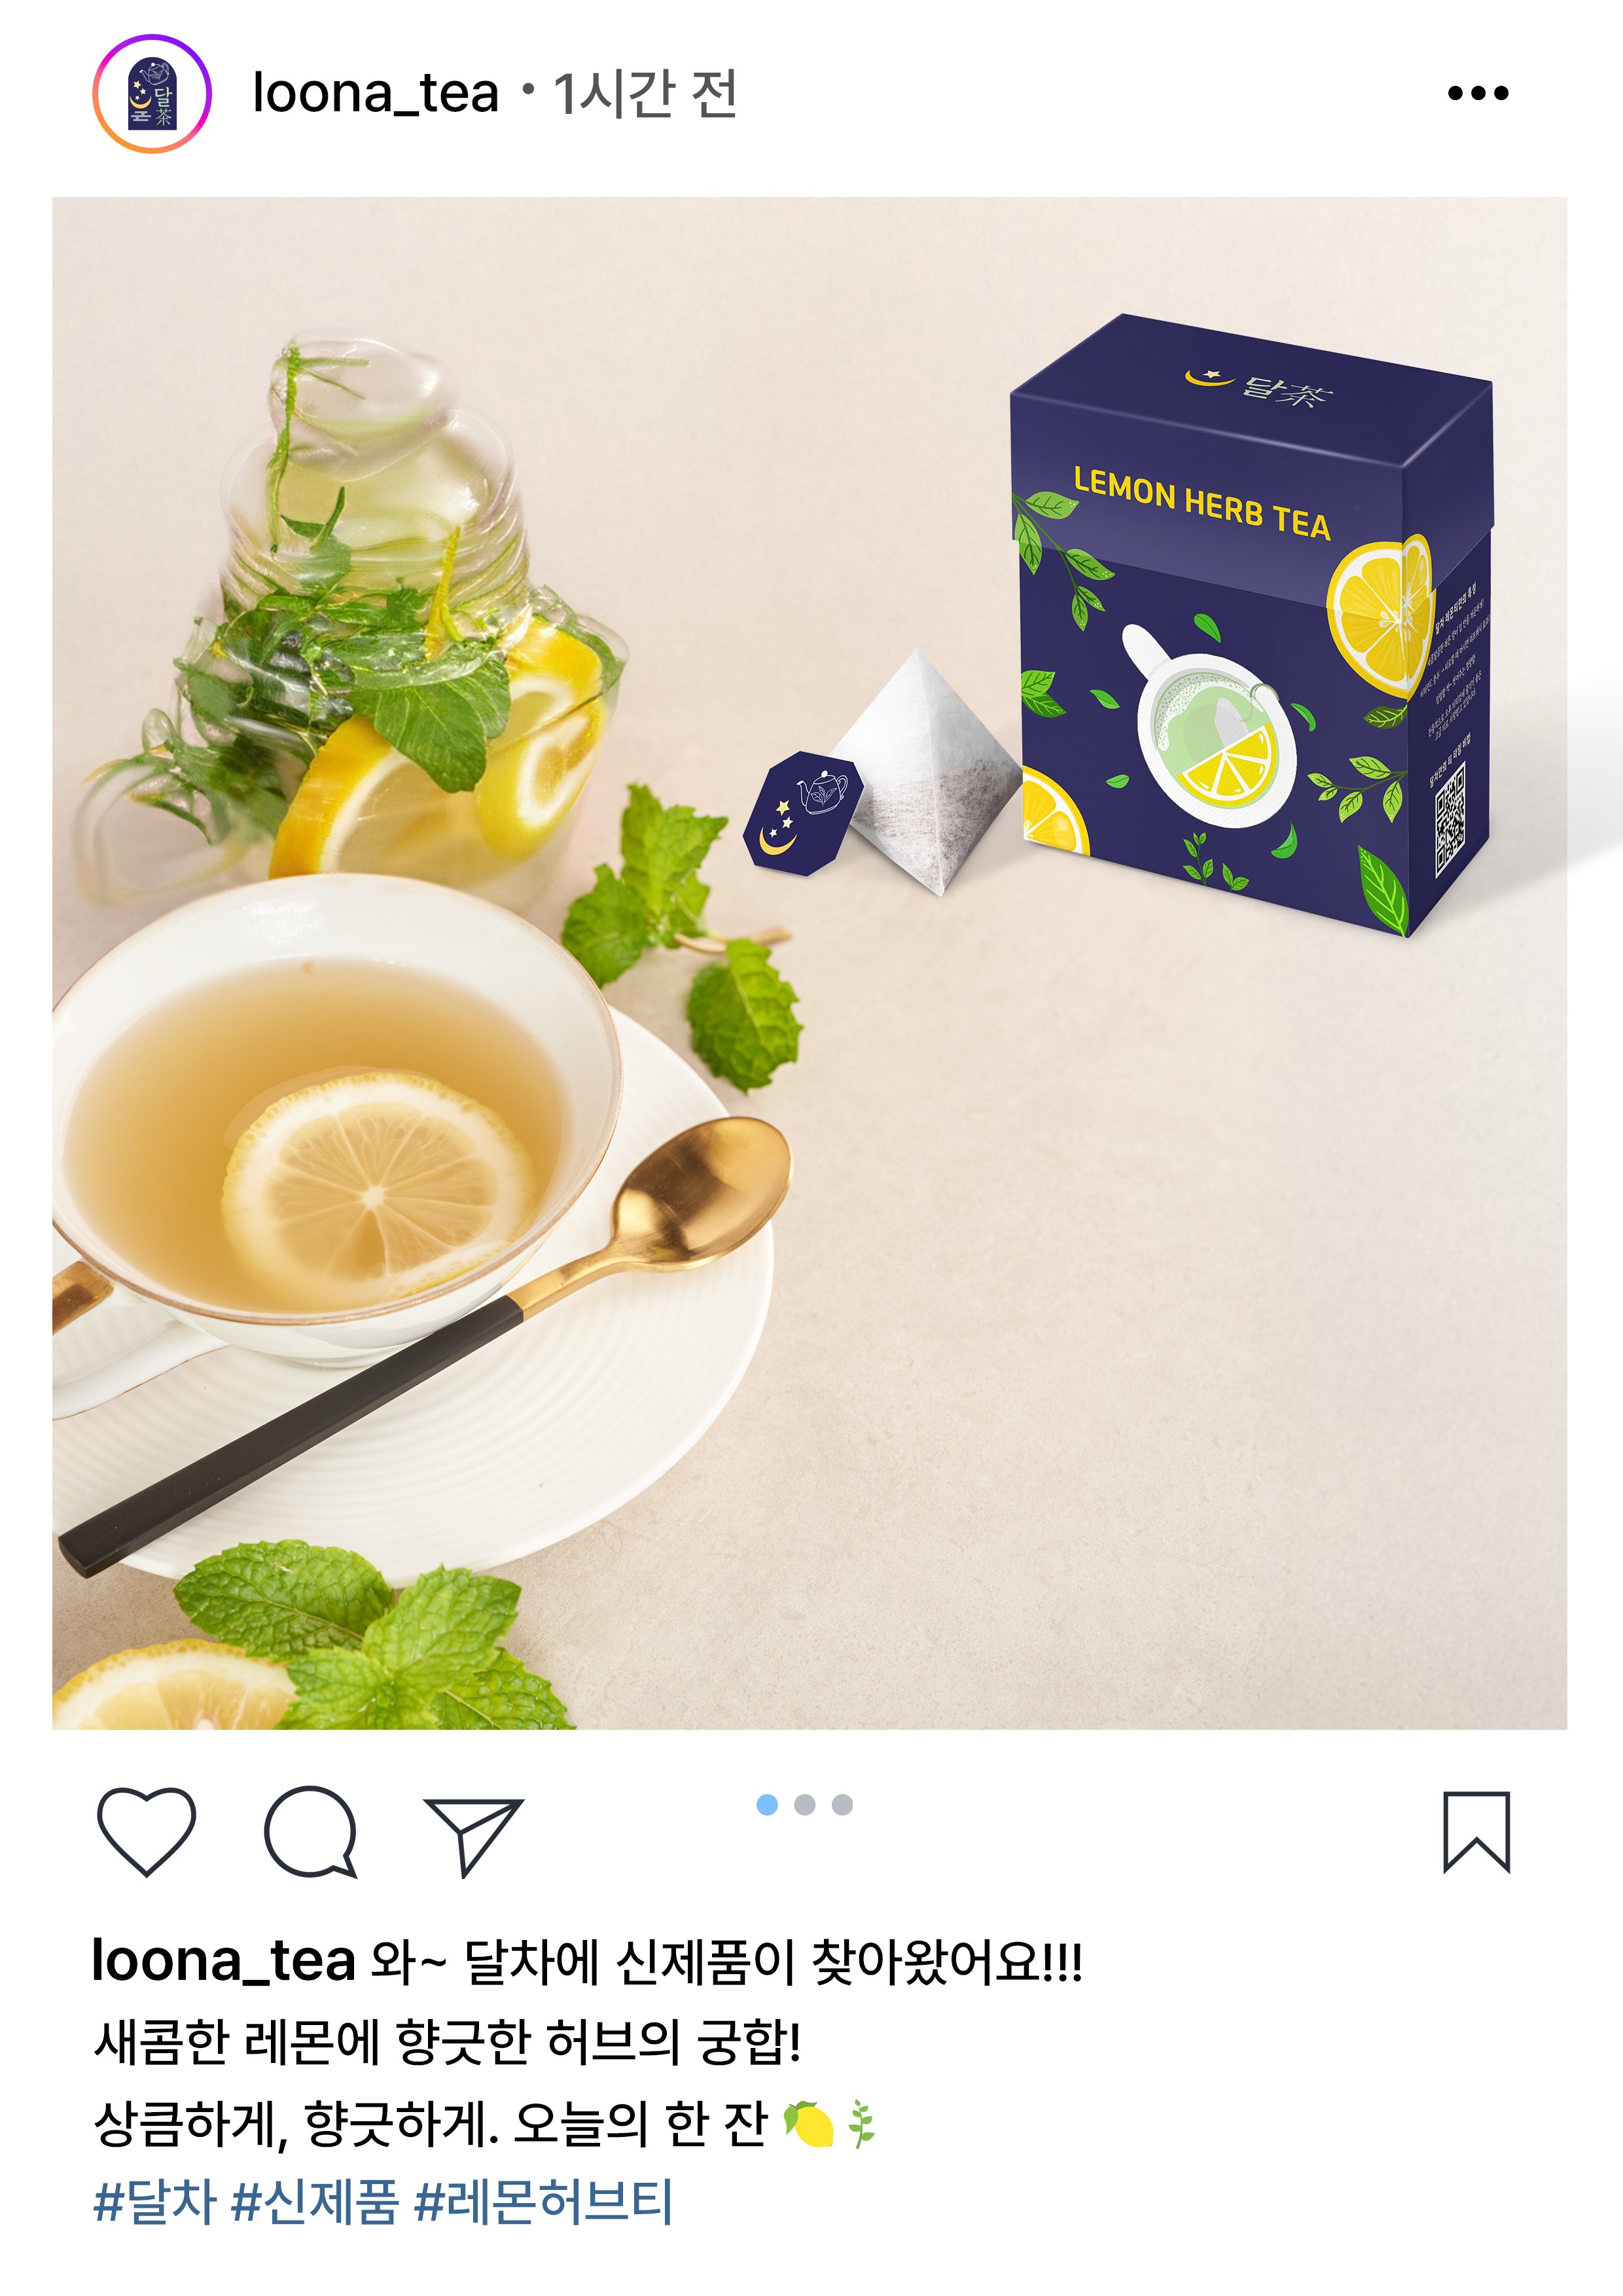 달
茶
loona_tea • 1시간 전
달茶
LEMON HERB TEA
loona_tea 와~ 달차에 신제품이 찾아왔어요!!!
새콤한 레몬에 향긋한 허브의 궁합!
상큼하게, 향긋하게. 오늘의 한 잔 🍋🌿
#달차 #신제품 #레몬허브티